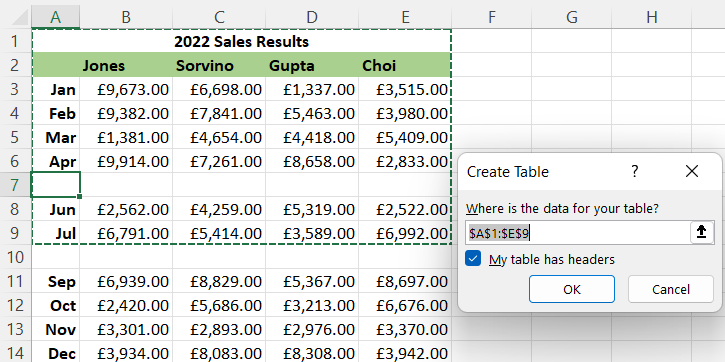 A B C D E F G H
1 2022 Sales Results
2 Jones Sorvino Gupta Choi
3 Jan £9,673.00 £6,698.00 £1,337.00 £3,515.00
4 Feb £9,382.00 £7,841.00 £5,463.00 £3,980.00
5 Mar £1,381.00 £4,654.00 £4,418.00 £5,409.00
6 Apr £9,914.00 £7,261.00 £8,658.00 £2,833.00
7
8 Jun £2,562.00 £4,259.00 £5,319.00 £2,522.00
9 Jul £6,791.00 £5,414.00 £3,589.00 £6,992.00
10
11 Sep £6,939.00 £8,829.00 £5,367.00 £8,697.00
12 Oct £2,420.00 £5,686.00 £3,213.00 £6,676.00
13 Nov £3,301.00 £2,893.00 £2,976.00 £3,370.00
14 Dec £3,934.00 £8,083.00 £8,308.00 £3,942.00
Create Table ?
Where is the data for your table?
$A$1:$E$9
My table has headers
OK Cancel